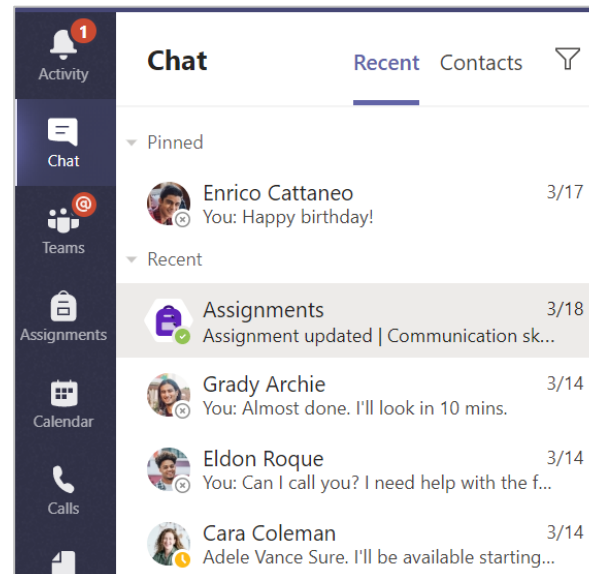 1
Activity
Chat
@
Teams
Assignments
Calendar
Calls
Chat
Recent Contacts
Pinned
Enrico Cattaneo 3/17
You: Happy birthday!
Recent
Assignments 3/18
Assignment updated | Communication sk...
Grady Archie 3/14
You: Almost done. I'll look in 10 mins.
Eldon Roque 3/14
You: Can I call you? I need help with the f...
Cara Coleman 3/14
Adele Vance Sure. I'll be available starting...